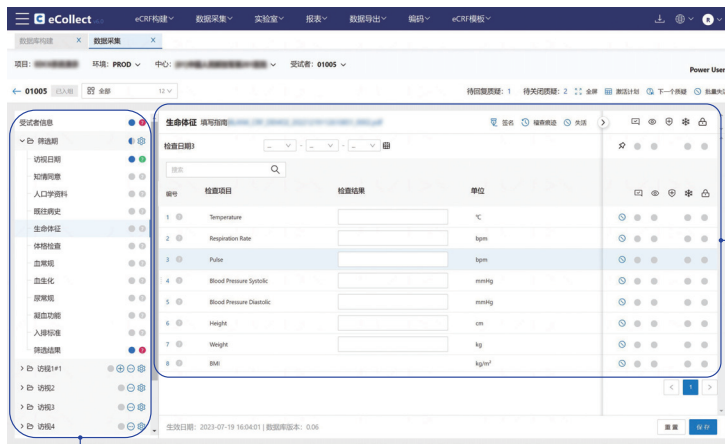 eCollect eCRF构建 数据采集 实验室 报表 数据导出 编码 eCRF模板
数据库构建 X 数据采集 X
项目: 环境: PROD 中心: 受试者: 01005
Power User
← 01005 已入组 全部 12 待回复质疑: 1 待关闭质疑: 2 全屏 激活计划 下一个质疑 批量失活
受试者信息
筛选期
访视日期
知情同意
人口学资料
既往病史
生命体征
体格检查
血常规
血生化
尿常规
凝血功能
入排标准
筛选结果
访视1#1
访视2
访视3
访视4
生命体征 填写指南 签名 稽查痕迹 失活
检查日期3
搜索
编号 检查项目 检查结果 单位
1 Temperature ℃
2 Respiration Rate bpm
3 Pulse bpm
4 Blood Pressure Systolic mmHg
5 Blood Pressure Diastolic mmHg
6 Height cm
7 Weight kg
8 BMI kg/m²
< 1 >
生效日期: 2023-07-19 16:04:01 | 数据库版本: 0.06 重置 保存